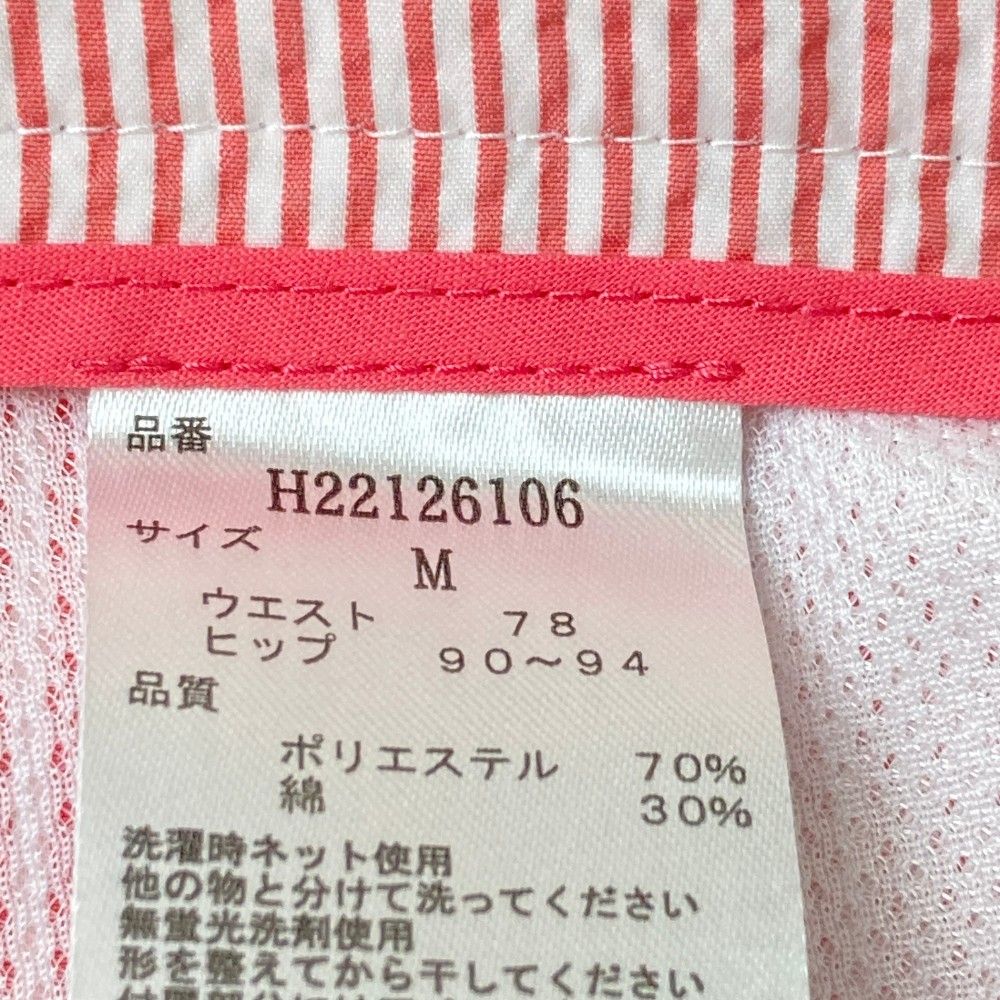 品番
H22126106
サイズ
M
ウエスト 78
ヒップ 90～94
品質
ポリエステル 70%
綿 30%
洗濯時ネット使用
他の物と分けて洗ってください
無蛍光洗剤使用
形を整えてから干してください